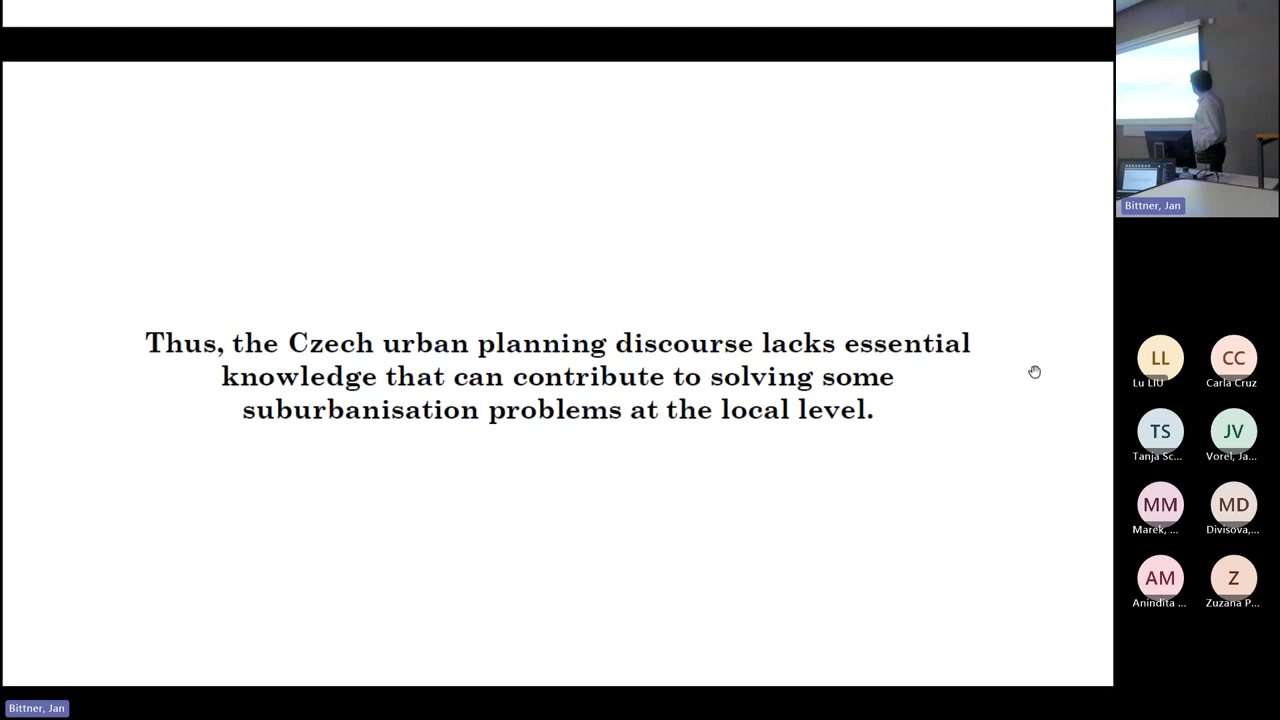 Thus, the Czech urban planning discourse lacks essential
knowledge that can contribute to solving some
suburbanisation problems at the local level.
Bittner, Jan
LL
CC
Lu LIU
Carla Cruz
TS
JV
Tanja Sc...
Vorel, Ja...
MM
MD
Marek, ...
Divisova,...
AM
Z
Anindita ...
Zuzana P...
Bittner, Jan